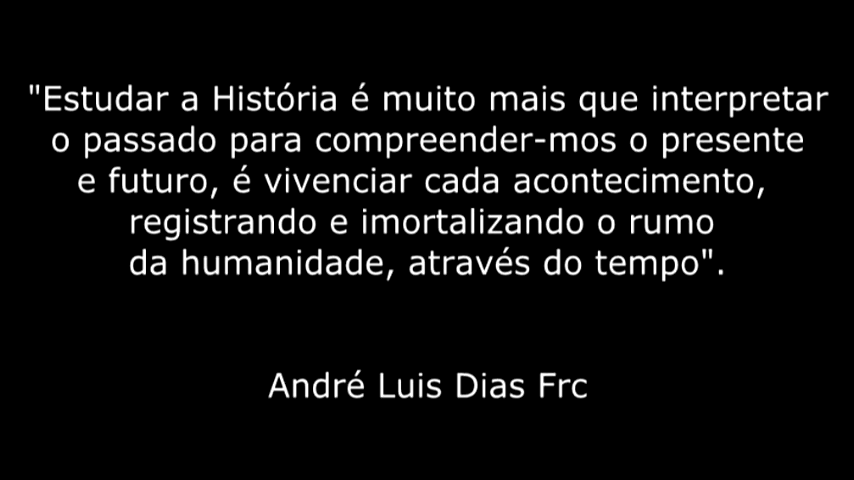 "Estudar a História é muito mais que interpretar
o passado para compreender-mos o presente
e futuro, é vivenciar cada acontecimento,
registrando e imortalizando o rumo
da humanidade, através do tempo".
André Luis Dias Frc